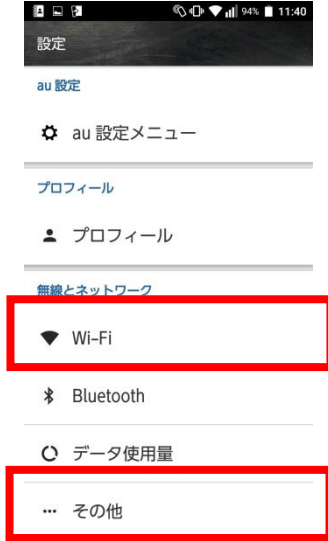 94% 11:40
設定
au 設定
au 設定メニュー
プロフィール
プロフィール
無線とネットワーク
Wi-Fi
Bluetooth
データ使用量
その他